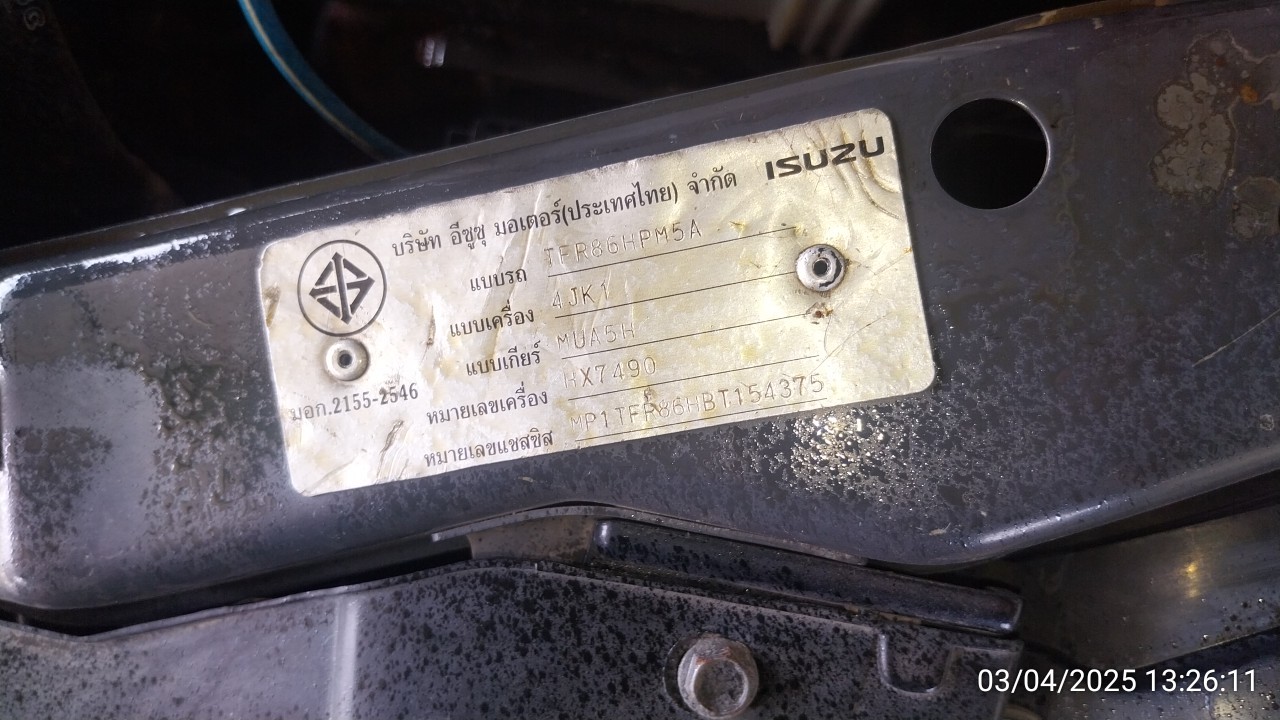 บริษัท อีซูซุ มอเตอร์(ประเทศไทย) จำกัด ISUZU
แบบรถ TFR86HPM5A
แบบเครื่อง 4JK1
แบบเกียร์ MUA5H
หมายเลขเครื่อง HX7490
หมายเลขแชสซิส MP1TFR86HBT154375
มอก.2155-2546
03/04/2025 13:26:11